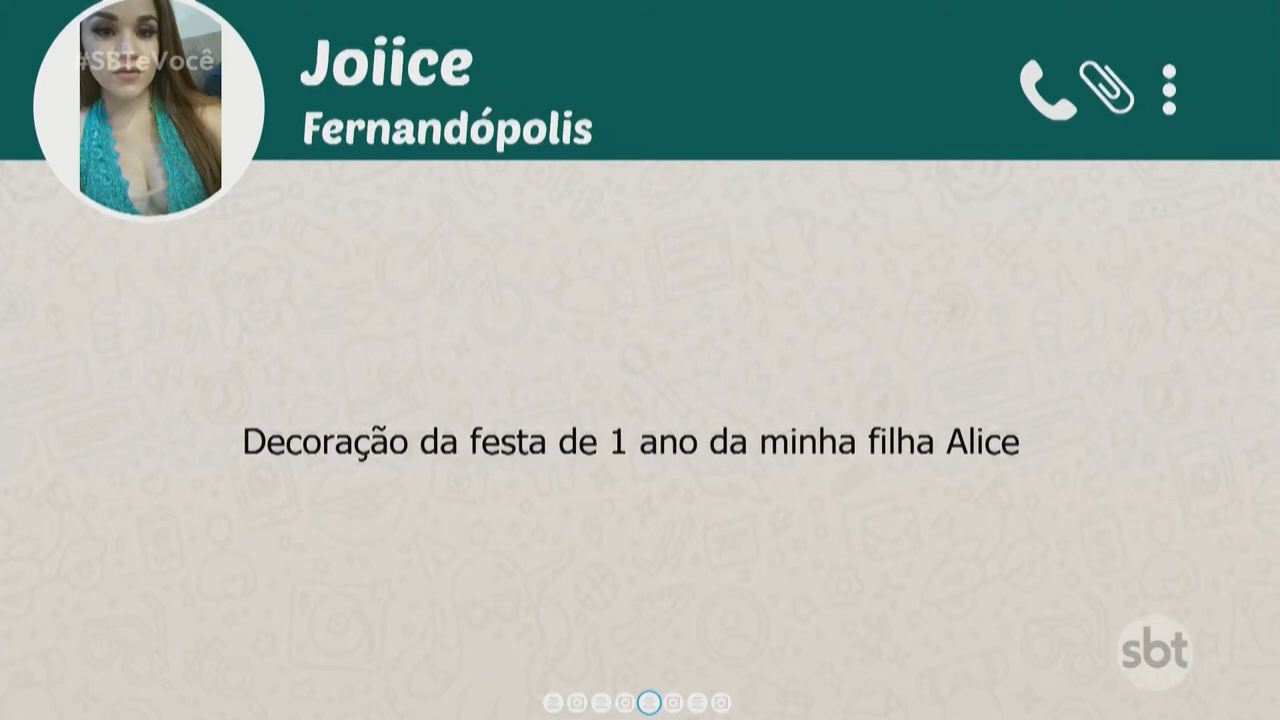 #SBTeVocê
Joiice
Fernandópolis
Decoração da festa de 1 ano da minha filha Alice
sbt